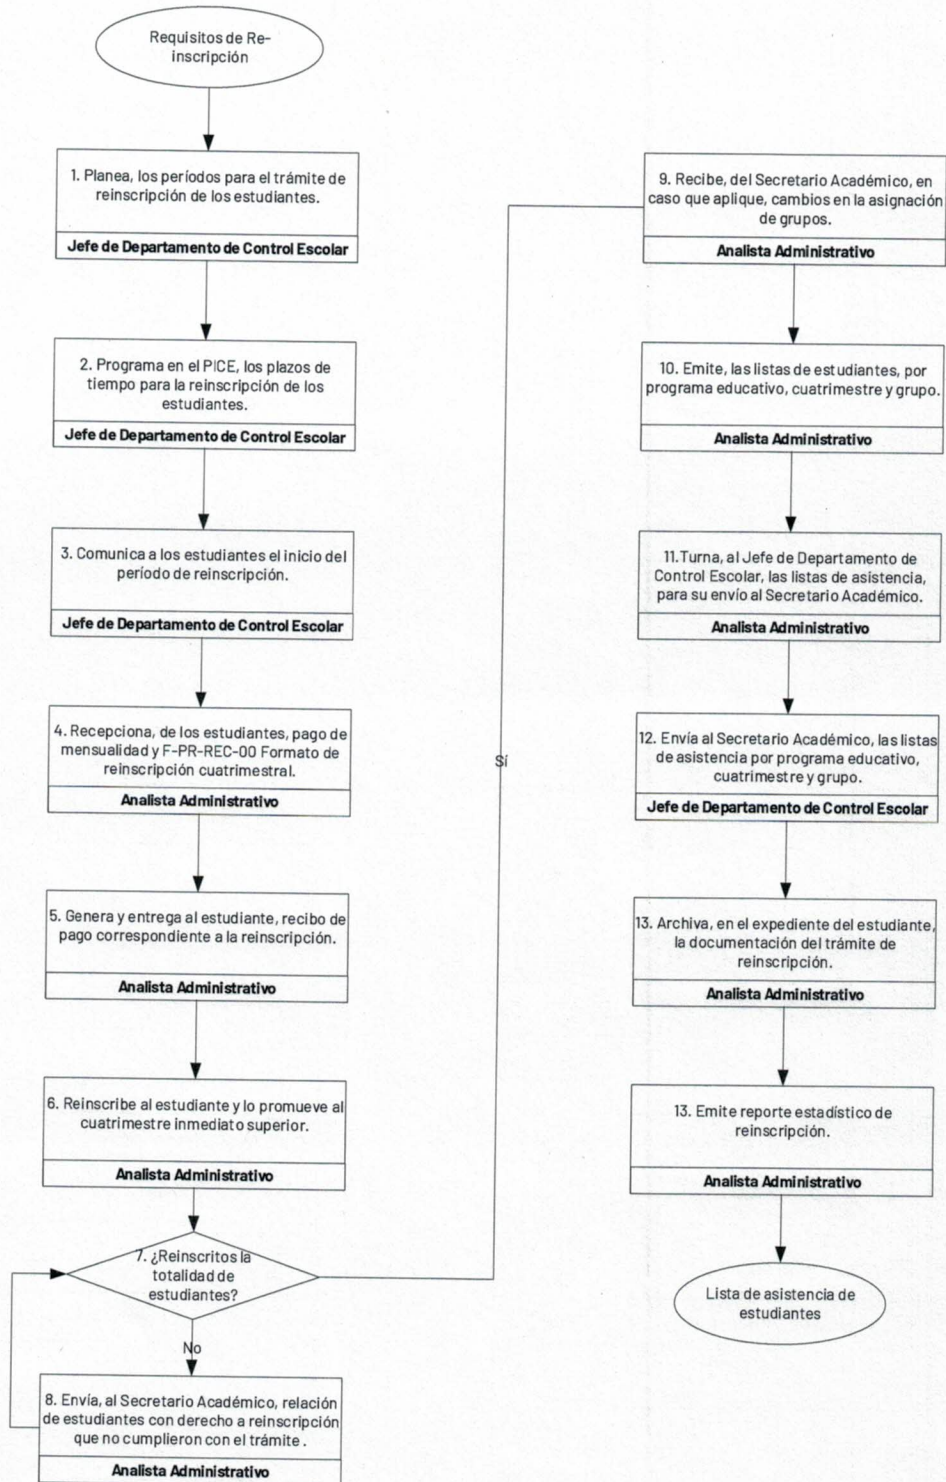 Requisitos de Re-
inscripción
1. Planea, los períodos para el trámite de
reinscripción de los estudiantes.
Jefe de Departamento de Control Escolar
2. Programa en el PICE, los plazos de
tiempo para la reinscripción de los
estudiantes.
Jefe de Departamento de Control Escolar
3. Comunica a los estudiantes el inicio del
período de reinscripción.
Jefe de Departamento de Control Escolar
4. Recepciona, de los estudiantes, pago de
mensualidad y F-PR-REC-00 Formato de
reinscripción cuatrimestral.
Analista Administrativo
5. Genera y entrega al estudiante, recibo de
pago correspondiente a la reinscripción.
Analista Administrativo
6. Reinscribe al estudiante y lo promueve al
cuatrimestre inmediato superior.
Analista Administrativo
7. ¿Reinscritos la
totalidad de
estudiantes?
No
8. Envía, al Secretario Académico, relación
de estudiantes con derecho a reinscripción
que no cumplieron con el trámite .
Analista Administrativo
Sí
9. Recibe, del Secretario Académico, en
caso que aplique, cambios en la asignación
de grupos.
Analista Administrativo
10. Emite, las listas de estudiantes, por
programa educativo, cuatrimestre y grupo.
Analista Administrativo
11.Turna, al Jefe de Departamento de
Control Escolar, las listas de asistencia,
para su envío al Secretario Académico.
Analista Administrativo
12. Envía al Secretario Académico, las listas
de asistencia por programa educativo,
cuatrimestre y grupo.
Jefe de Departamento de Control Escolar
13. Archiva, en el expediente del estudiante,
la documentación del trámite de
reinscripción.
Analista Administrativo
13. Emite reporte estadístico de
reinscripción.
Analista Administrativo
Lista de asistencia de
estudiantes